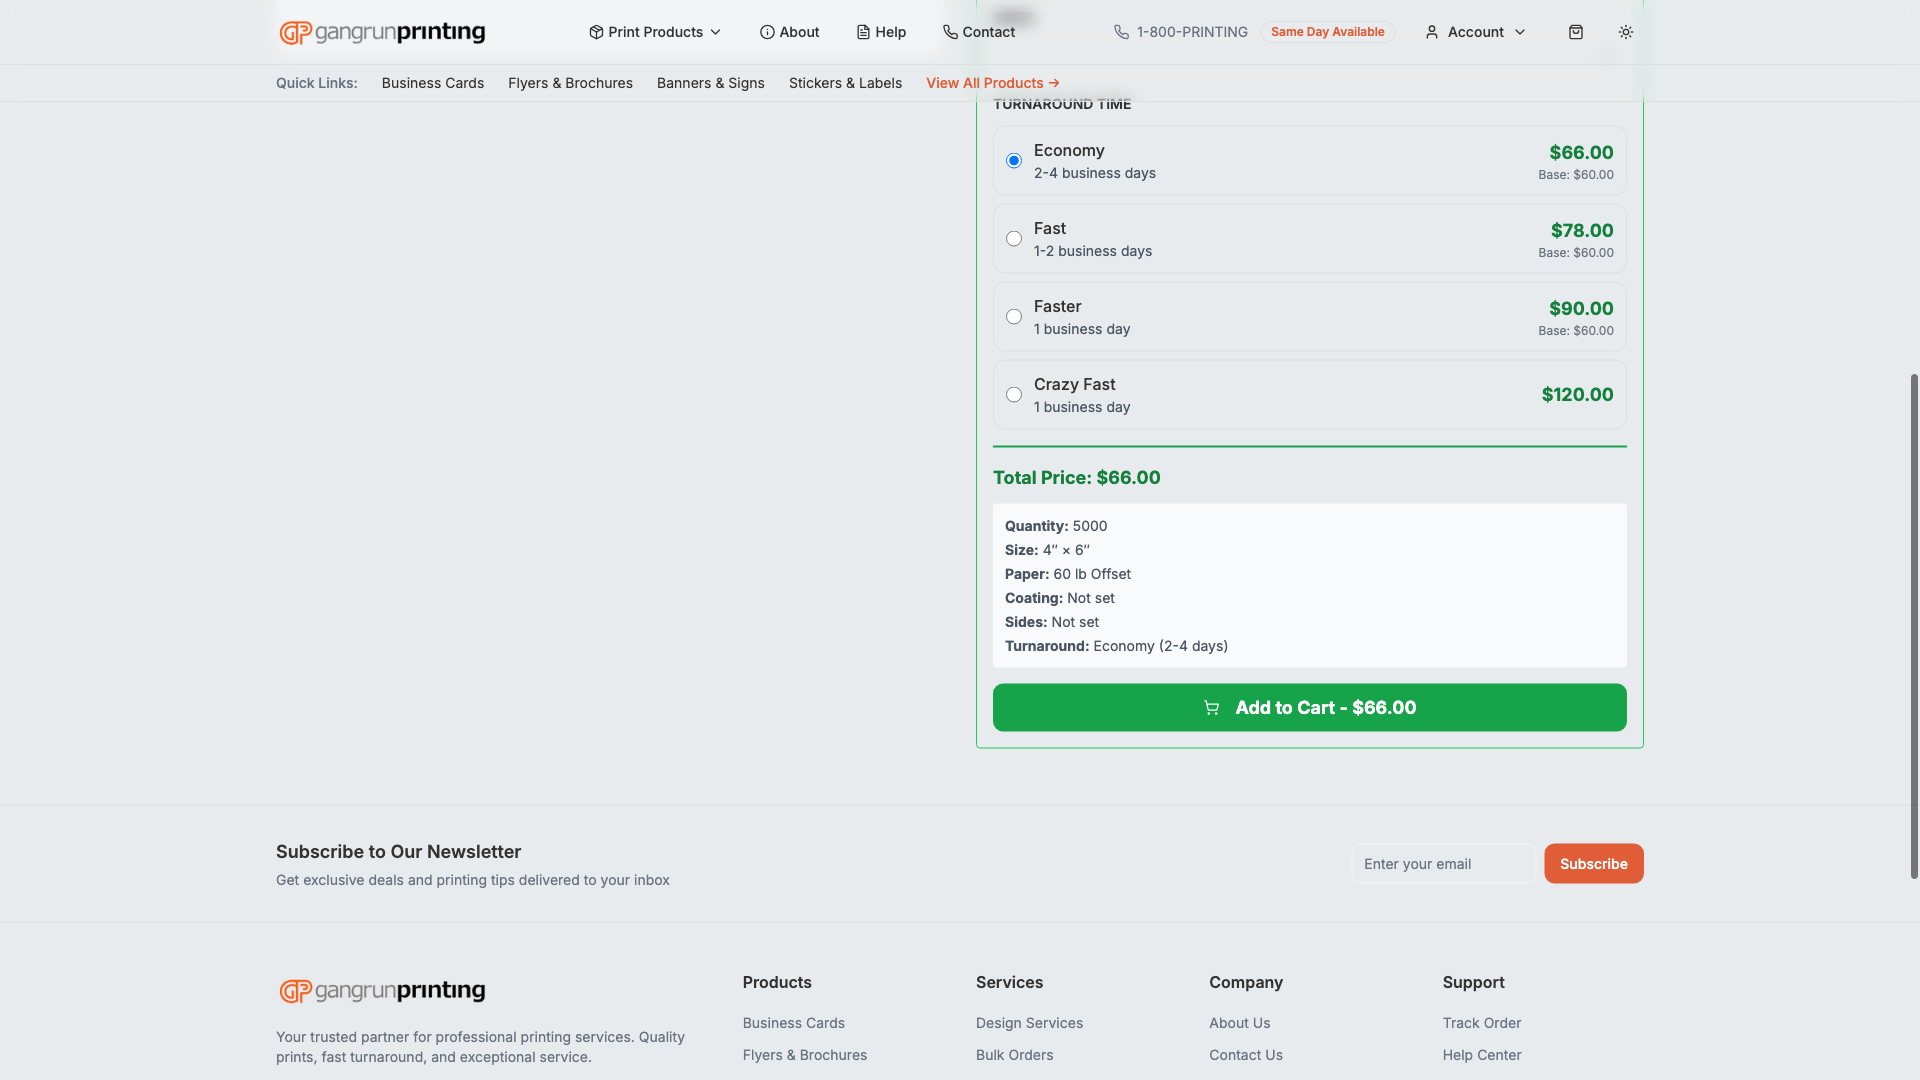 gangrunprinting
Print Products
About
Help
Contact
1-800-PRINTING
Same Day Available
Account
Quick Links:
Business Cards
Flyers & Brochures
Banners & Signs
Stickers & Labels
View All Products →
TURNAROUND TIME
Economy
2-4 business days
$66.00
Base: $60.00
Fast
1-2 business days
$78.00
Base: $60.00
Faster
1 business day
$90.00
Base: $60.00
Crazy Fast
1 business day
$120.00
Total Price: $66.00
Quantity: 5000
Size: 4″ × 6″
Paper: 60 lb Offset
Coating: Not set
Sides: Not set
Turnaround: Economy (2-4 days)
Add to Cart - $66.00
Subscribe to Our Newsletter
Get exclusive deals and printing tips delivered to your inbox
Enter your email
Subscribe
gangrunprinting
Your trusted partner for professional printing services. Quality
prints, fast turnaround, and exceptional service.
Products
Business Cards
Flyers & Brochures
Services
Design Services
Bulk Orders
Company
About Us
Contact Us
Support
Track Order
Help Center